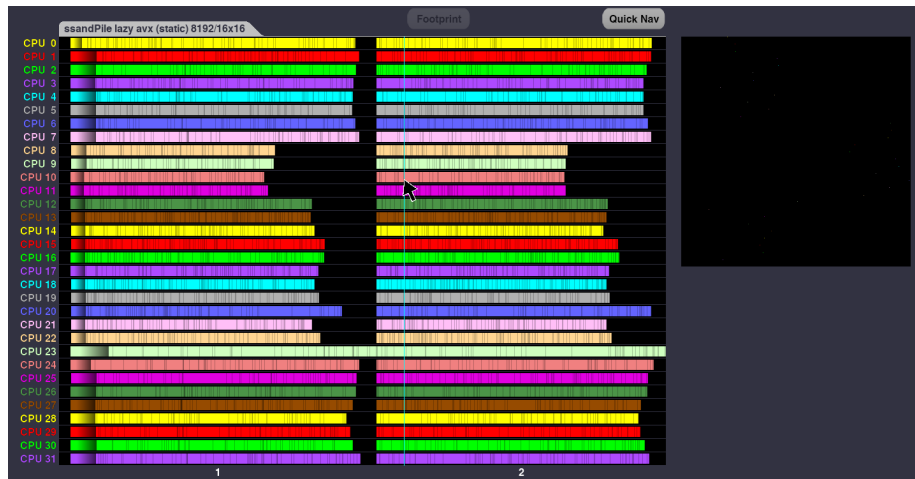 Footprint
Quick Nav
ssandPile lazy avx (static) 8192/16x16
CPU 0
CPU 1
CPU 2
CPU 3
CPU 4
CPU 5
CPU 6
CPU 7
CPU 8
CPU 9
CPU 10
CPU 11
CPU 12
CPU 13
CPU 14
CPU 15
CPU 16
CPU 17
CPU 18
CPU 19
CPU 20
CPU 21
CPU 22
CPU 23
CPU 24
CPU 25
CPU 26
CPU 27
CPU 28
CPU 29
CPU 30
CPU 31
1 2